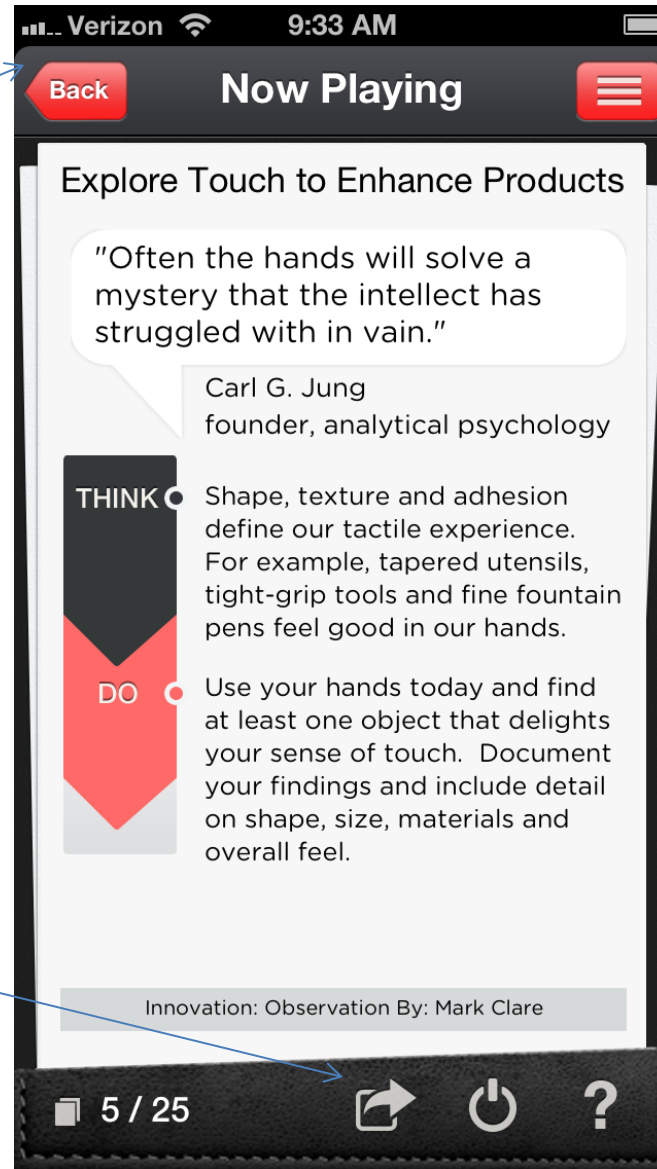 Verizon 9:33 AM
Back Now Playing
Explore Touch to Enhance Products
"Often the hands will solve a
mystery that the intellect has
struggled with in vain."
Carl G. Jung
founder, analytical psychology
THINK
Shape, texture and adhesion
define our tactile experience.
For example, tapered utensils,
tight-grip tools and fine fountain
pens feel good in our hands.
DO
Use your hands today and find
at least one object that delights
your sense of touch.  Document
your findings and include detail
on shape, size, materials and
overall feel.
Innovation: Observation By: Mark Clare
5 / 25 ?